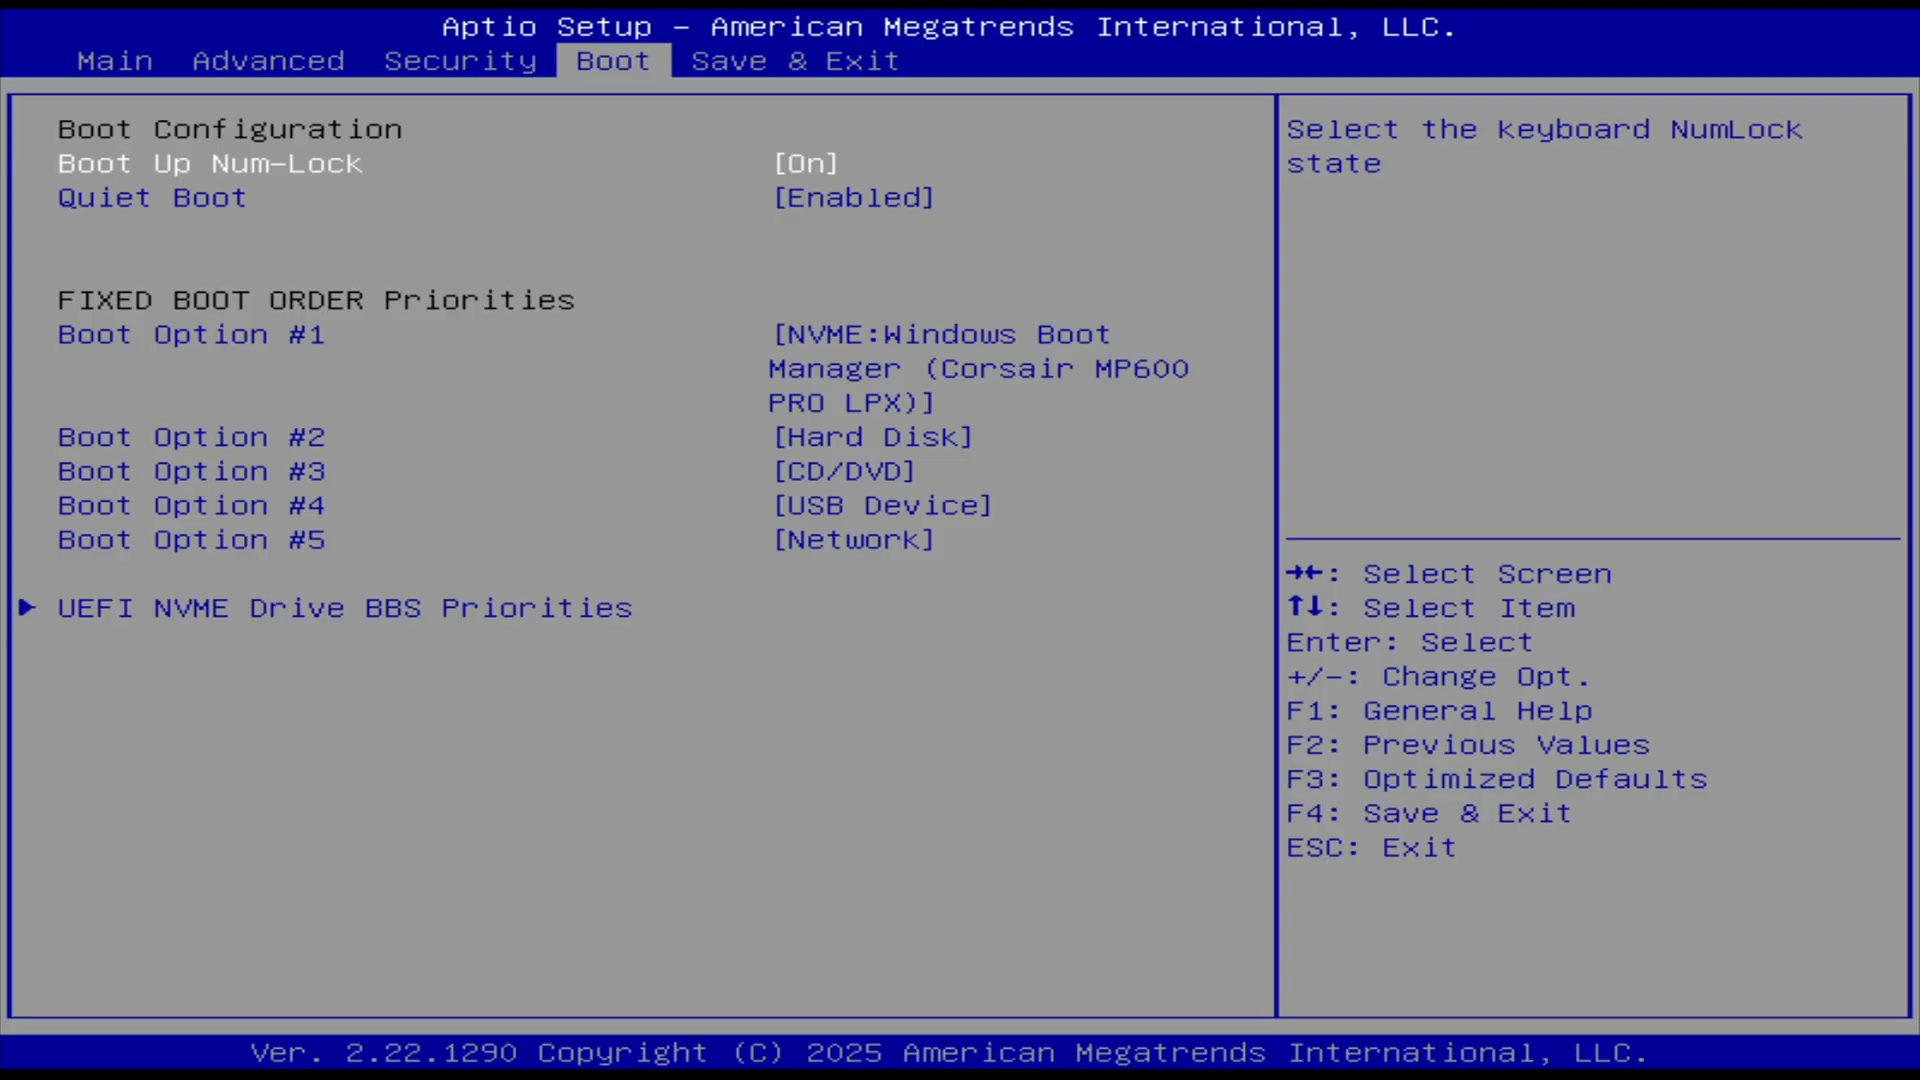 Aptio Setup – American Megatrends International, LLC.
Main Advanced Security Boot Save & Exit
Boot Configuration
Boot Up Num-Lock [On]
Quiet Boot [Enabled]
FIXED BOOT ORDER Priorities
Boot Option #1 [NVME:Windows Boot
Manager (Corsair MP600
PRO LPX)]
Boot Option #2 [Hard Disk]
Boot Option #3 [CD/DVD]
Boot Option #4 [USB Device]
Boot Option #5 [Network]
▶ UEFI NVME Drive BBS Priorities
Select the keyboard NumLock
state
→←: Select Screen
↑↓: Select Item
Enter: Select
+/-: Change Opt.
F1: General Help
F2: Previous Values
F3: Optimized Defaults
F4: Save & Exit
ESC: Exit
Ver. 2.22.1290 Copyright (C) 2025 American Megatrends International, LLC.